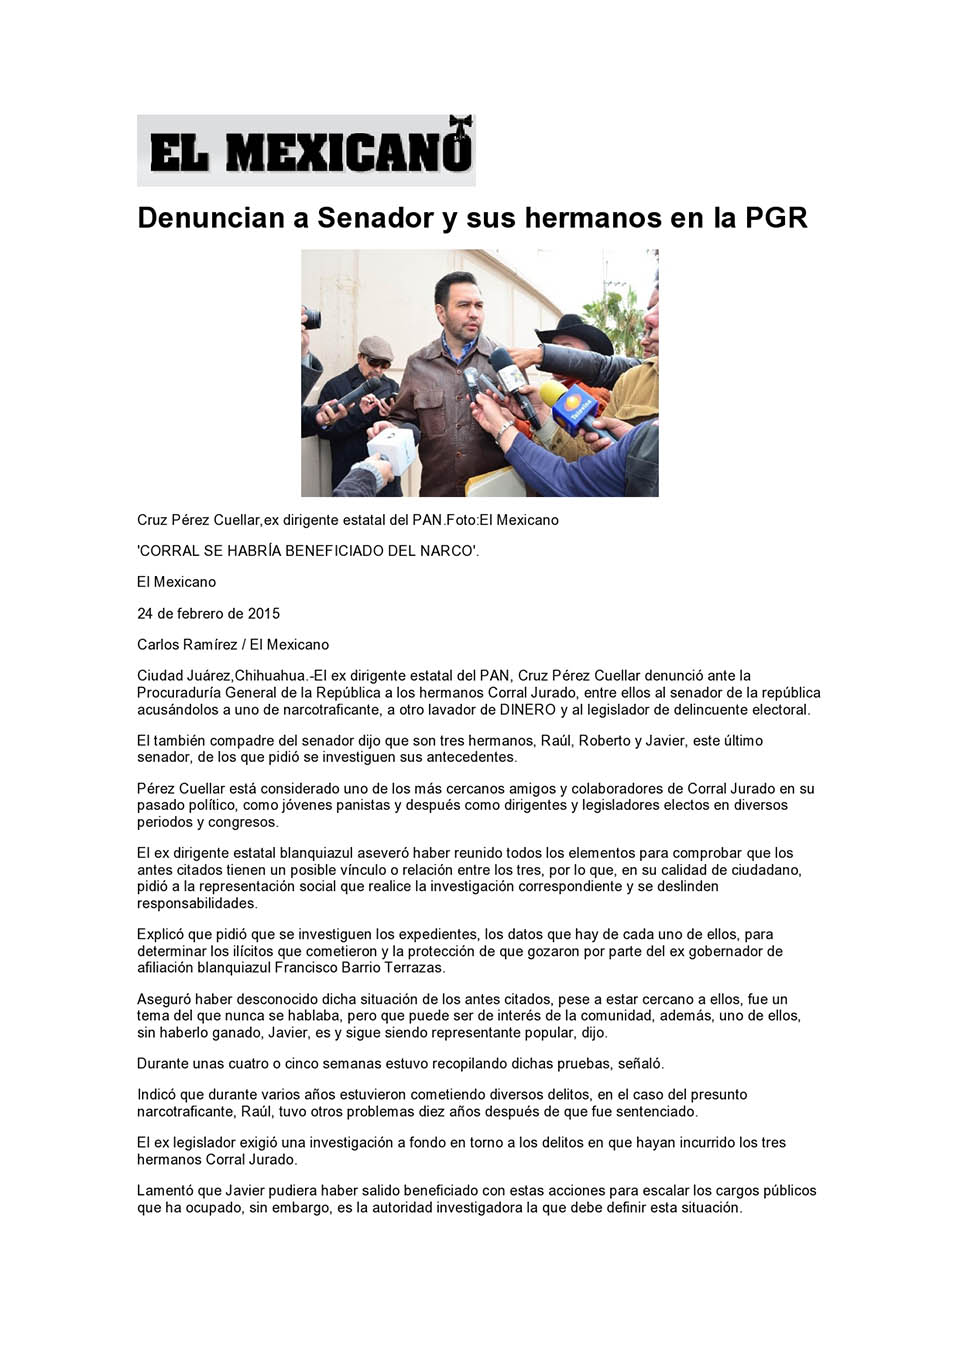 EL MEXICANO
Denuncian a Senador y sus hermanos en la PGR
Televisa
Cruz Pérez Cuellar,ex dirigente estatal del PAN.Foto:El Mexicano
'CORRAL SE HABRÍA BENEFICIADO DEL NARCO'.
El Mexicano
24 de febrero de 2015
Carlos Ramírez / El Mexicano
Ciudad Juárez,Chihuahua.-El ex dirigente estatal del PAN, Cruz Pérez Cuellar denunció ante la
Procuraduría General de la República a los hermanos Corral Jurado, entre ellos al senador de la república
acusándolos a uno de narcotraficante, a otro lavador de DINERO y al legislador de delincuente electoral.
El también compadre del senador dijo que son tres hermanos, Raúl, Roberto y Javier, este último
senador, de los que pidió se investiguen sus antecedentes.
Pérez Cuellar está considerado uno de los más cercanos amigos y colaboradores de Corral Jurado en su
pasado político, como jóvenes panistas y después como dirigentes y legisladores electos en diversos
periodos y congresos.
El ex dirigente estatal blanquiazul aseveró haber reunido todos los elementos para comprobar que los
antes citados tienen un posible vínculo o relación entre los tres, por lo que, en su calidad de ciudadano,
pidió a la representación social que realice la investigación correspondiente y se deslinden
responsabilidades.
Explicó que pidió que se investiguen los expedientes, los datos que hay de cada uno de ellos, para
determinar los ilícitos que cometieron y la protección de que gozaron por parte del ex gobernador de
afiliación blanquiazul Francisco Barrio Terrazas.
Aseguró haber desconocido dicha situación de los antes citados, pese a estar cercano a ellos, fue un
tema del que nunca se hablaba, pero que puede ser de interés de la comunidad, además, uno de ellos,
sin haberlo ganado, Javier, es y sigue siendo representante popular, dijo.
Durante unas cuatro o cinco semanas estuvo recopilando dichas pruebas, señaló.
Indicó que durante varios años estuvieron cometiendo diversos delitos, en el caso del presunto
narcotraficante, Raúl, tuvo otros problemas diez años después de que fue sentenciado.
El ex legislador exigió una investigación a fondo en torno a los delitos en que hayan incurrido los tres
hermanos Corral Jurado.
Lamentó que Javier pudiera haber salido beneficiado con estas acciones para escalar los cargos públicos
que ha ocupado, sin embargo, es la autoridad investigadora la que debe definir esta situación.